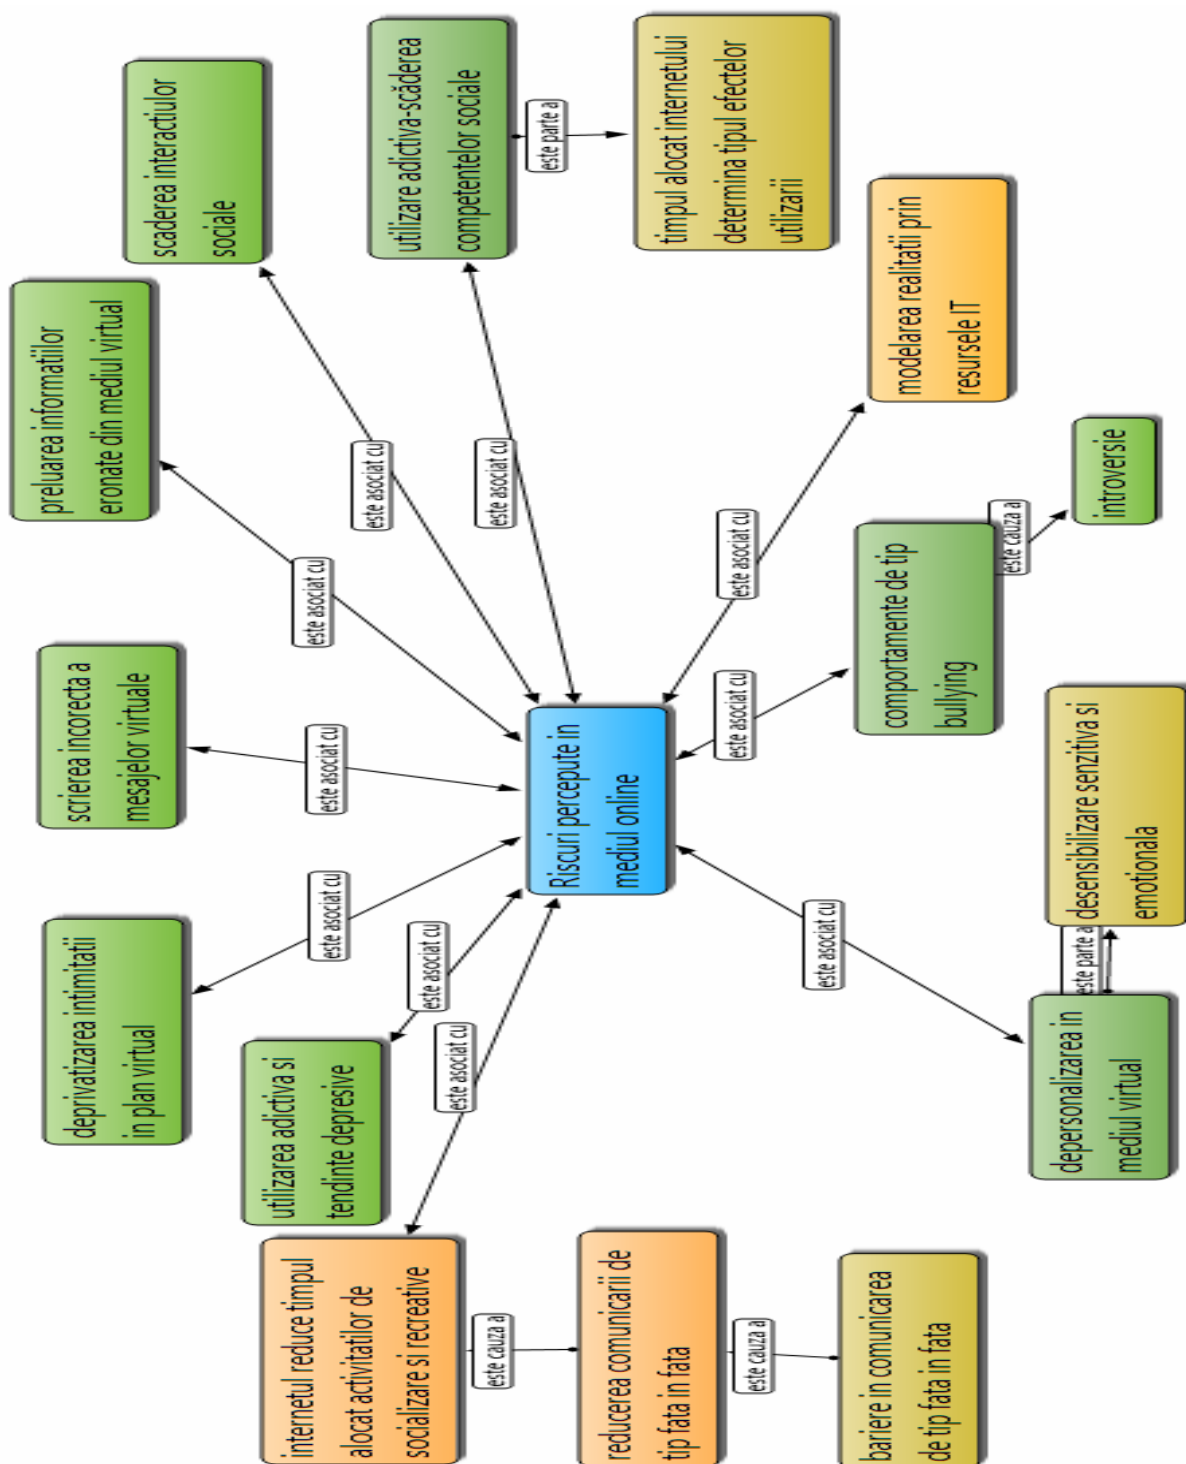 deprivatizarea intimitatii
in plan virtual
scrierea incorecta a
mesajelor virtuale
preluarea informatiilor
eronate din mediul virtual
scaderea interactiulor
sociale
internetul reduce timpul
alocat activitatilor de
socializare si recreative
utilizarea adictiva si
tendinte depresive
este asociat cu
este asociat cu
este asociat cu
este asociat cu
utilizare adictiva-scăderea
competentelor sociale
este asociat cu
este asociat cu
este asociat cu
este cauza a
este parte a
Riscuri percepute in
mediul online
reducerea comunicarii de
tip fata in fata
timpul alocat internetului
determina tipul efectelor
utilizarii
este cauza a
este asociat cu
este asociat cu
este asociat cu
bariere in comunicarea
de tip fata in fata
comportamente de tip
bullying
modelarea realitatii prin
resursele IT
este cauza a
introversie
depersonalizarea in
mediul virtual
este parte a
desensibilizare senzitiva si
emotionala